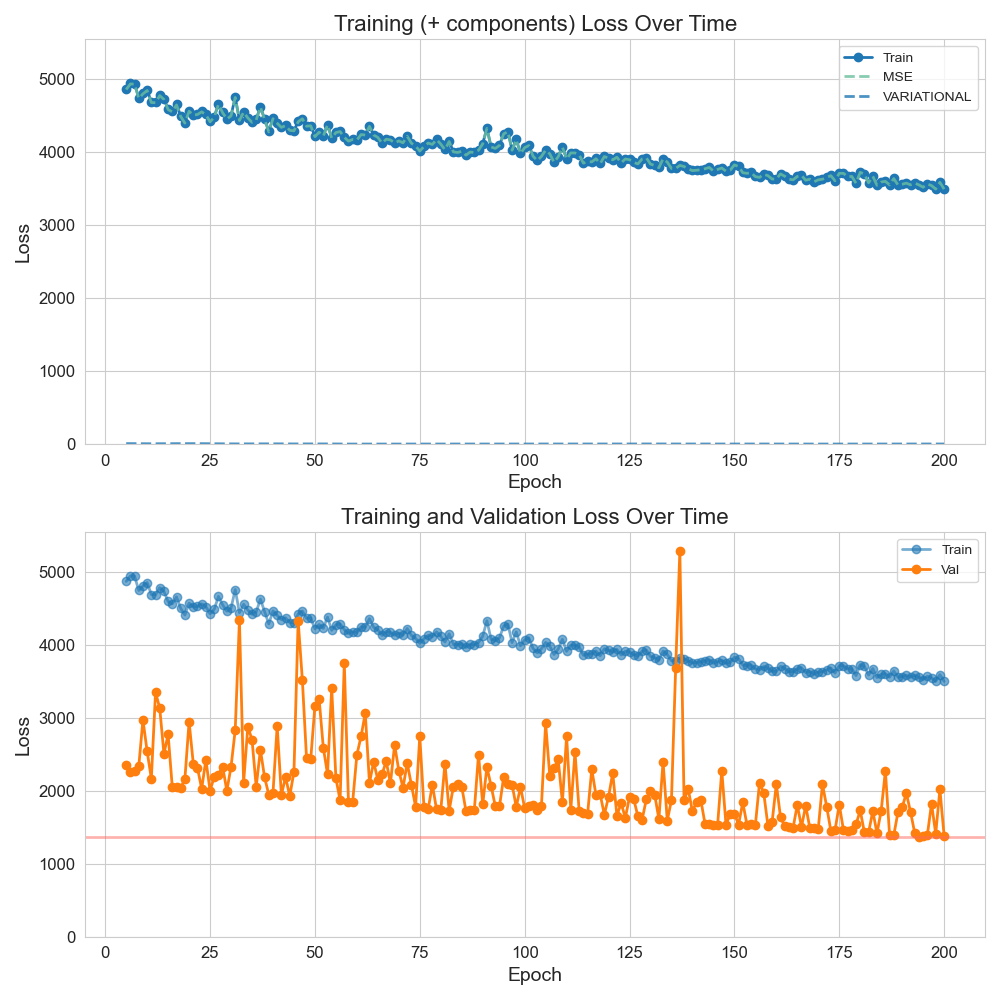 Training (+ components) Loss Over Time
Train
MSE
VARIATIONAL
Loss
5000
4000
3000
2000
1000
0
0 25 50 75 100 125 150 175 200
Epoch
Training and Validation Loss Over Time
Train
Val
Loss
5000
4000
3000
2000
1000
0
0 25 50 75 100 125 150 175 200
Epoch